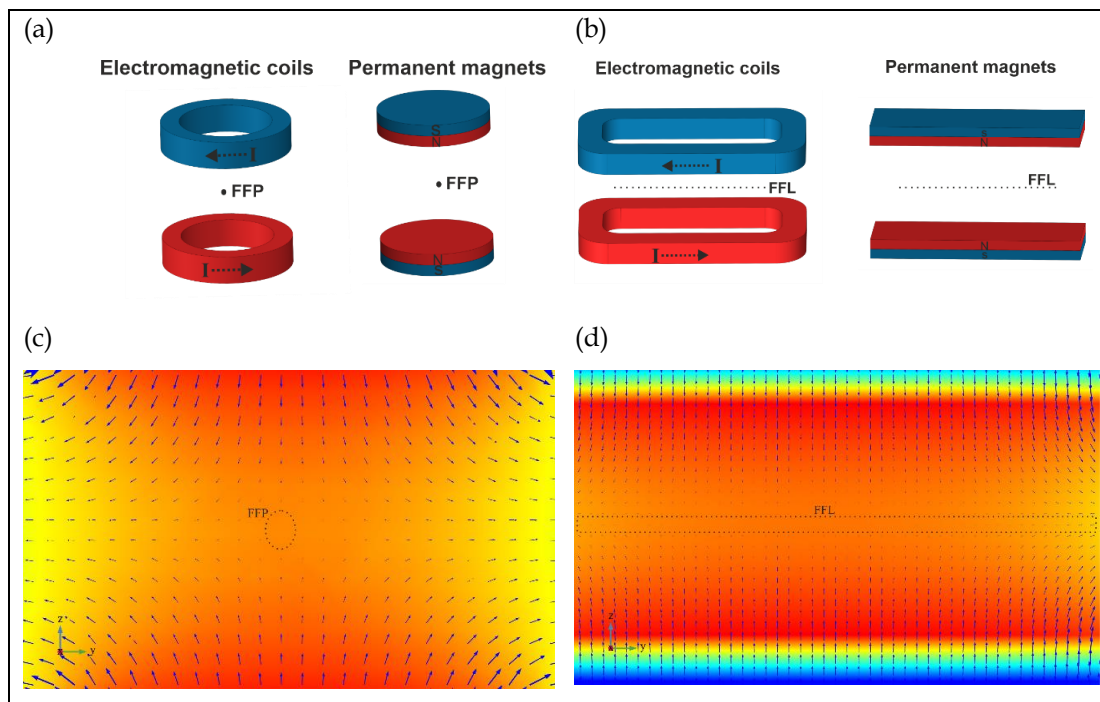 (a)
Electromagnetic coils
Permanent magnets
I
FFP
I
S
N
FFP
N
S
(b)
Electromagnetic coils
Permanent magnets
I
FFL
I
S
N
FFL
N
S
(c)
FFP
z
y
(d)
FFL
z
y